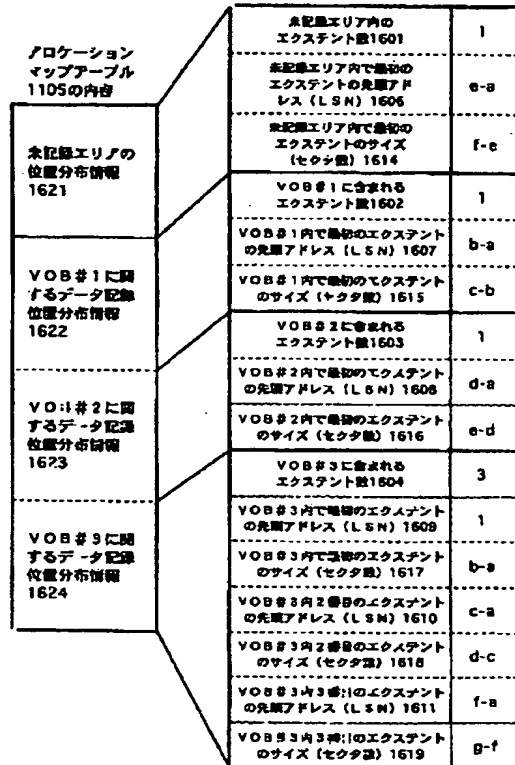 アロケーション
マップテーブル
1105の内容
未記録エリアの
位置分布情報
1621
VOB#1に関
するデータ記録
位置分布情報
1622
VOB#2に関
するデータ記録
位置分布情報
1623
VOB#3に関
するデータ記録
位置分布情報
1624
未記録エリア内の
エクステント数1601
1
未記録エリア内で最初の
エクステントの先頭アド
レス(LSN)1606
e-a
未記録エリア内で最初の
エクステントのサイズ
(セクタ数)1614
f-e
VOB#1に含まれる
エクステント数1602
1
VOB#1内で最初のエクステント
の先頭アドレス(LSN)1607
b-a
VOB#1内で最初のエクステント
のサイズ(セクタ数)1615
c-b
VOB#2に含まれる
エクステント数1603
1
VOB#2内で最初のエクステント
の先頭アドレス(LSN)1608
d-a
VOB#2内で最初のエクステント
のサイズ(セクタ数)1616
e-d
VOB#3に含まれる
エクステント数1604
3
VOB#3内で最初のエクステント
の先頭アドレス(LSN)1609
1
VOB#3内で最初のエクステント
のサイズ(セクタ数)1617
b-a
VOB#3内2番目のエクステント
の先頭アドレス(LSN)1610
c-a
VOB#3内2番目のエクステント
のサイズ(セクタ数)1618
d-c
VOB#3内3番目のエクステント
の先頭アドレス(LSN)1611
f-a
VOB#3内3番目のエクステント
のサイズ(セクタ数)1619
g-f